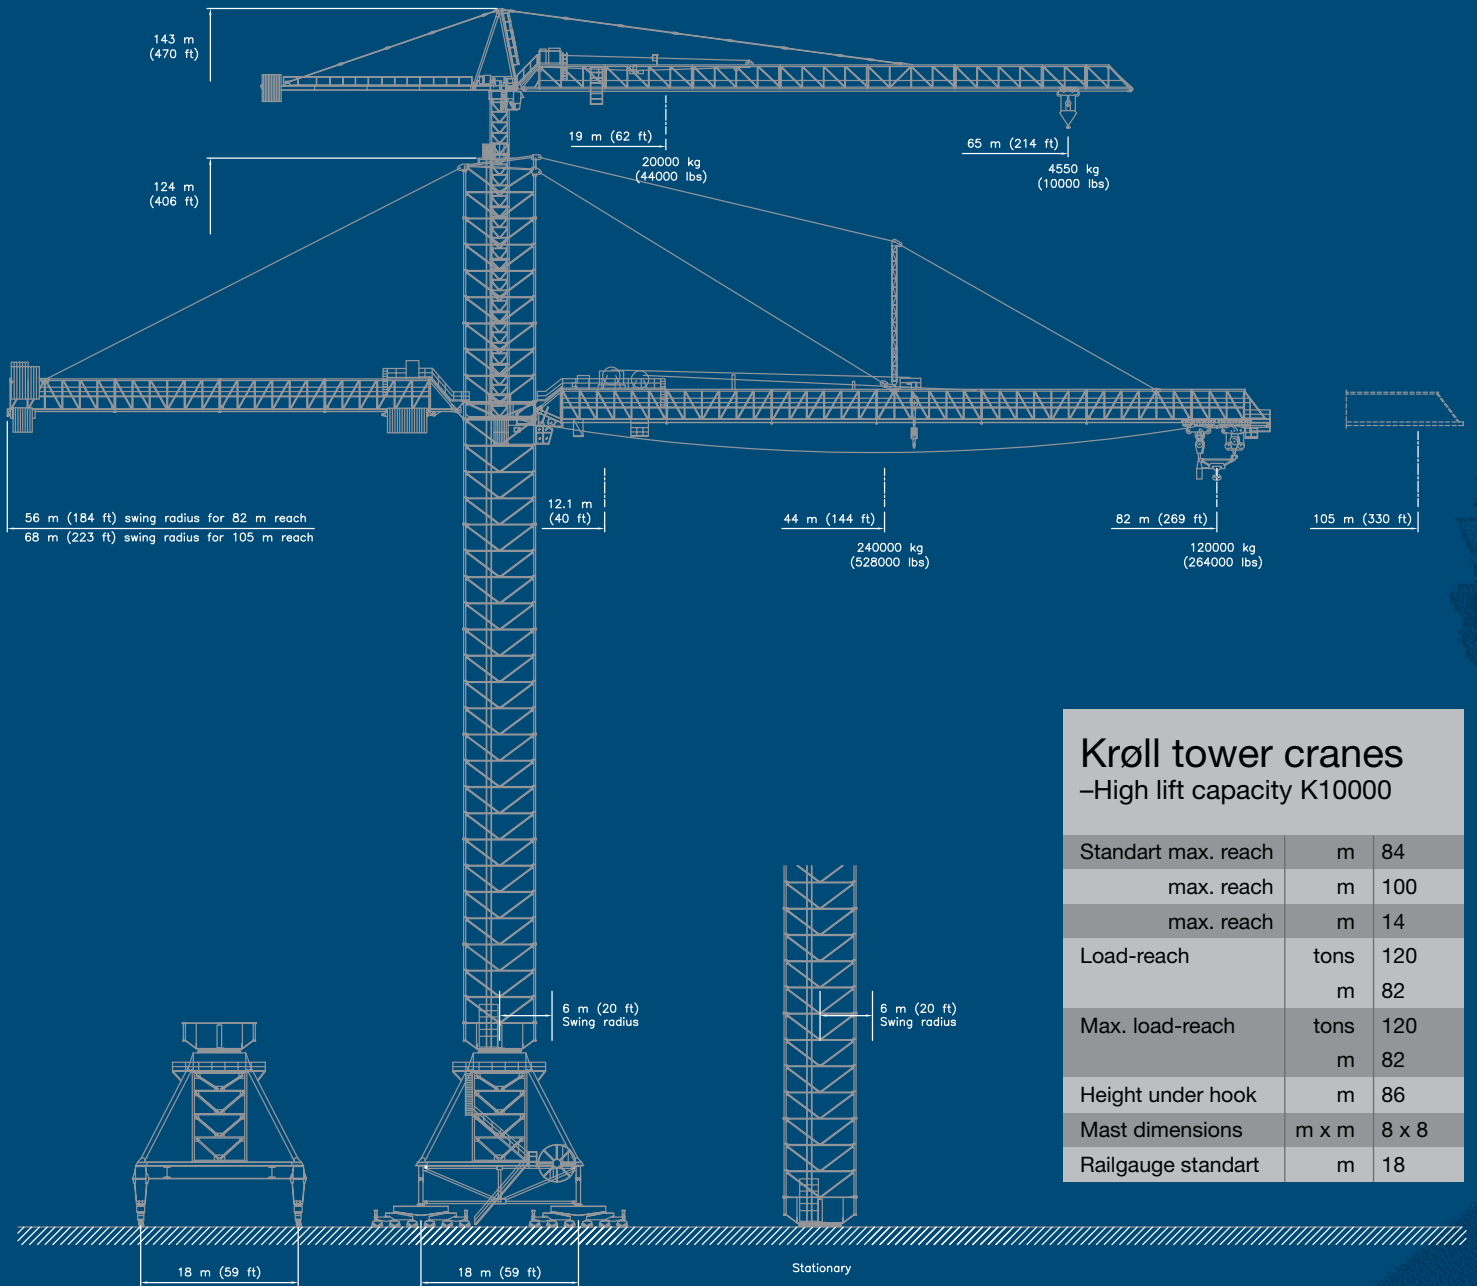 143 m
(470 ft)
19 m (62 ft)
20000 kg
(44000 lbs)
65 m (214 ft)
4550 kg
(10000 lbs)
124 m
(406 ft)
56 m (184 ft) swing radius for 82 m reach
68 m (223 ft) swing radius for 105 m reach
12.1 m
(40 ft)
44 m (144 ft)
240000 kg
(528000 lbs)
82 m (269 ft)
120000 kg
(264000 lbs)
105 m (330 ft)
Krøll tower cranes
–High lift capacity K10000
Standart max. reach m 84
max. reach m 100
max. reach m 14
Load-reach tons 120
m 82
Max. load-reach tons 120
m 82
Height under hook m 86
Mast dimensions m x m 8 x 8
Railgauge standart m 18
6 m (20 ft)
Swing radius
6 m (20 ft)
Swing radius
18 m (59 ft)
18 m (59 ft)
Stationary